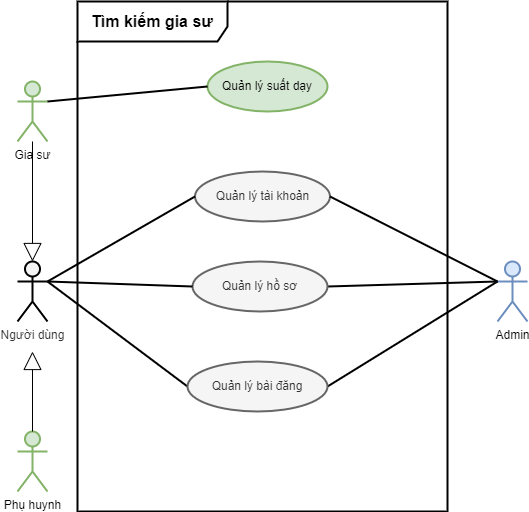 Tìm kiếm gia sư
Quản lý suất dạy
Gia sư
Quản lý tài khoản
Quản lý hồ sơ
Người dùng
Admin
Quản lý bài đăng
Phụ huynh